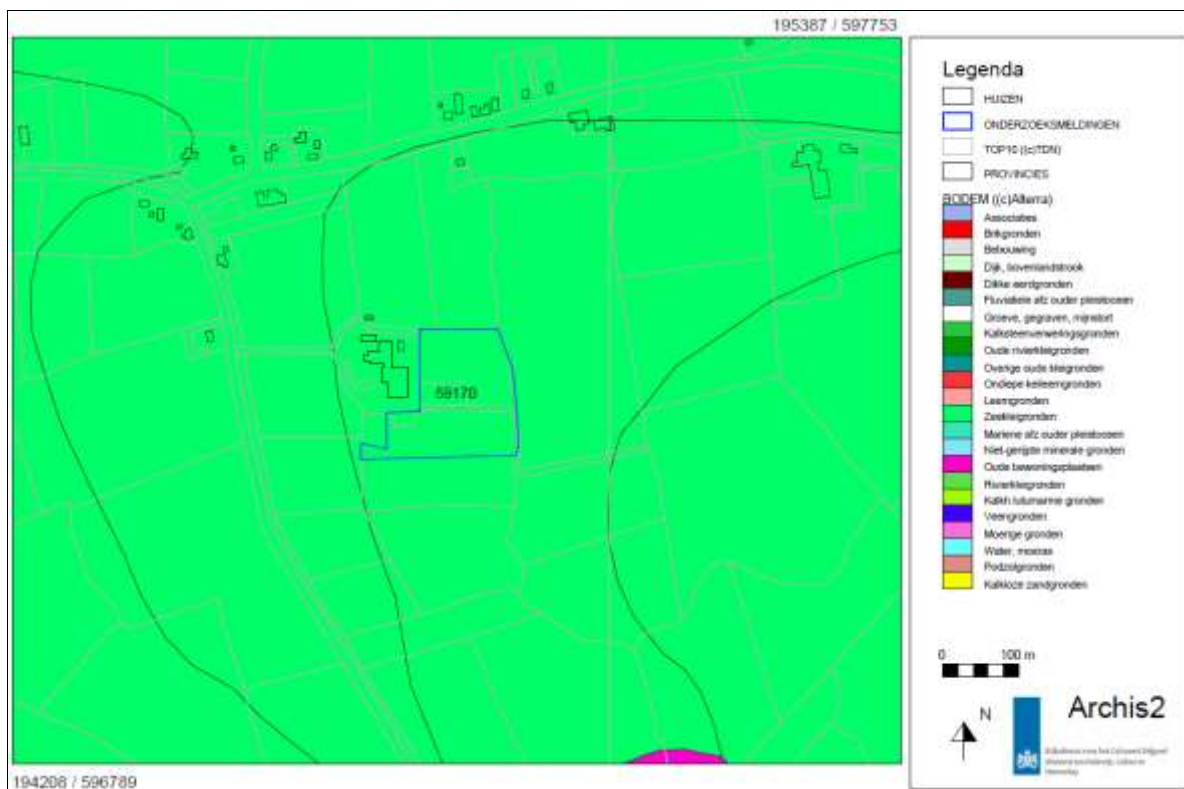 195387 / 597753
Legenda
HUIZEN
ONDERZOEKSMELDINGEN
TOP10 ((c)TDN)
PROVINCIES
BODEM ((c)Alterra)
Associaties
Brikgronden
Bebouwing
Dijk, bovenlandstrook
Dikke eerdgronden
Fluviatiele afz ouder pleistoceen
Groeve, gegraven, mijnstort
Kalksteenverweringsgronden
Oude rivierkleigronden
Overige oude kleigronden
Ondiepe keileemgronden
Leemgronden
Zeekleigronden
Mariene afz ouder pleistoceen
Niet-gerijpte minerale gronden
Oude bewoningsplaatsen
Rivierkleigronden
Kalkh lutumarme gronden
Veengronden
Moerige gronden
Water, moeras
Podzolgronden
Kalkloze zandgronden
59170
0 100 m
N
Archis2
194208 / 596789